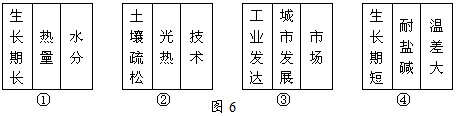 生长期长 热量 水分
①
土壤疏松 光热 技术
②
工业发达 城市发展 市场
③
生长期短 耐盐碱 温差大
④
图 6